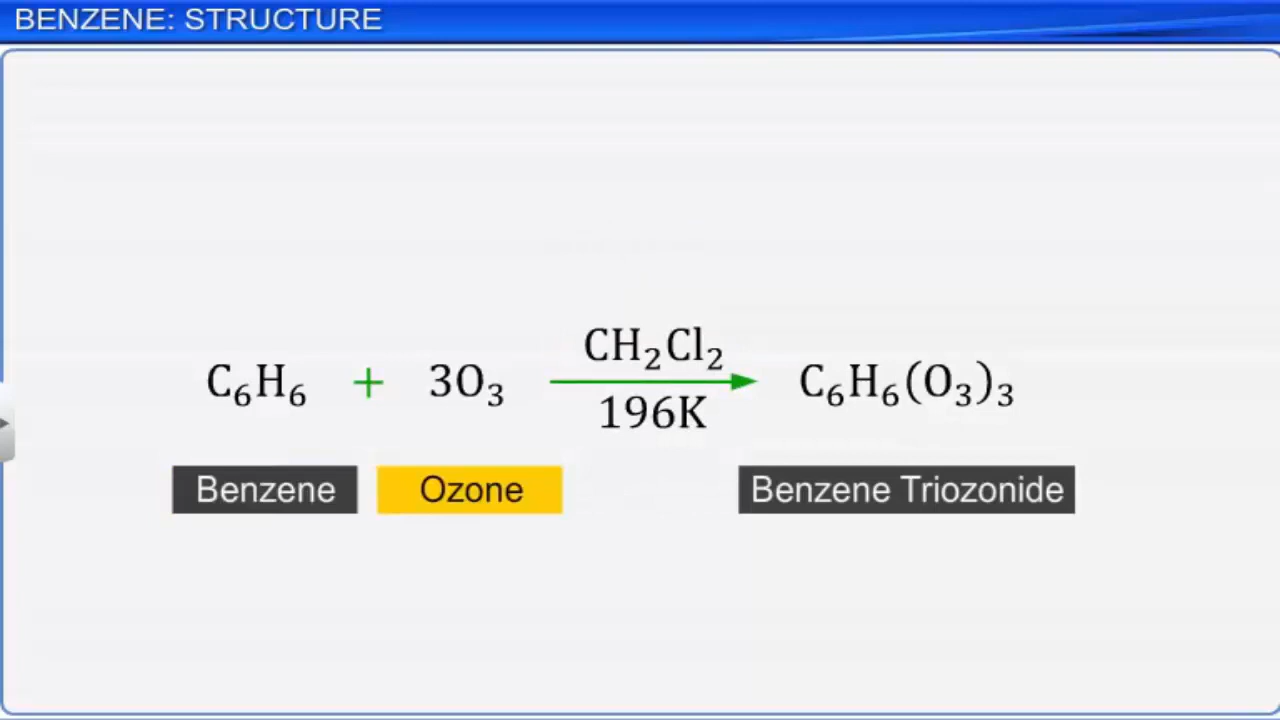 BENZENE: STRUCTURE
CH₂Cl₂
C₆H₆ + 3O₃ C₆H₆(O₃)₃
196K
Benzene Ozone Benzene Triozonide